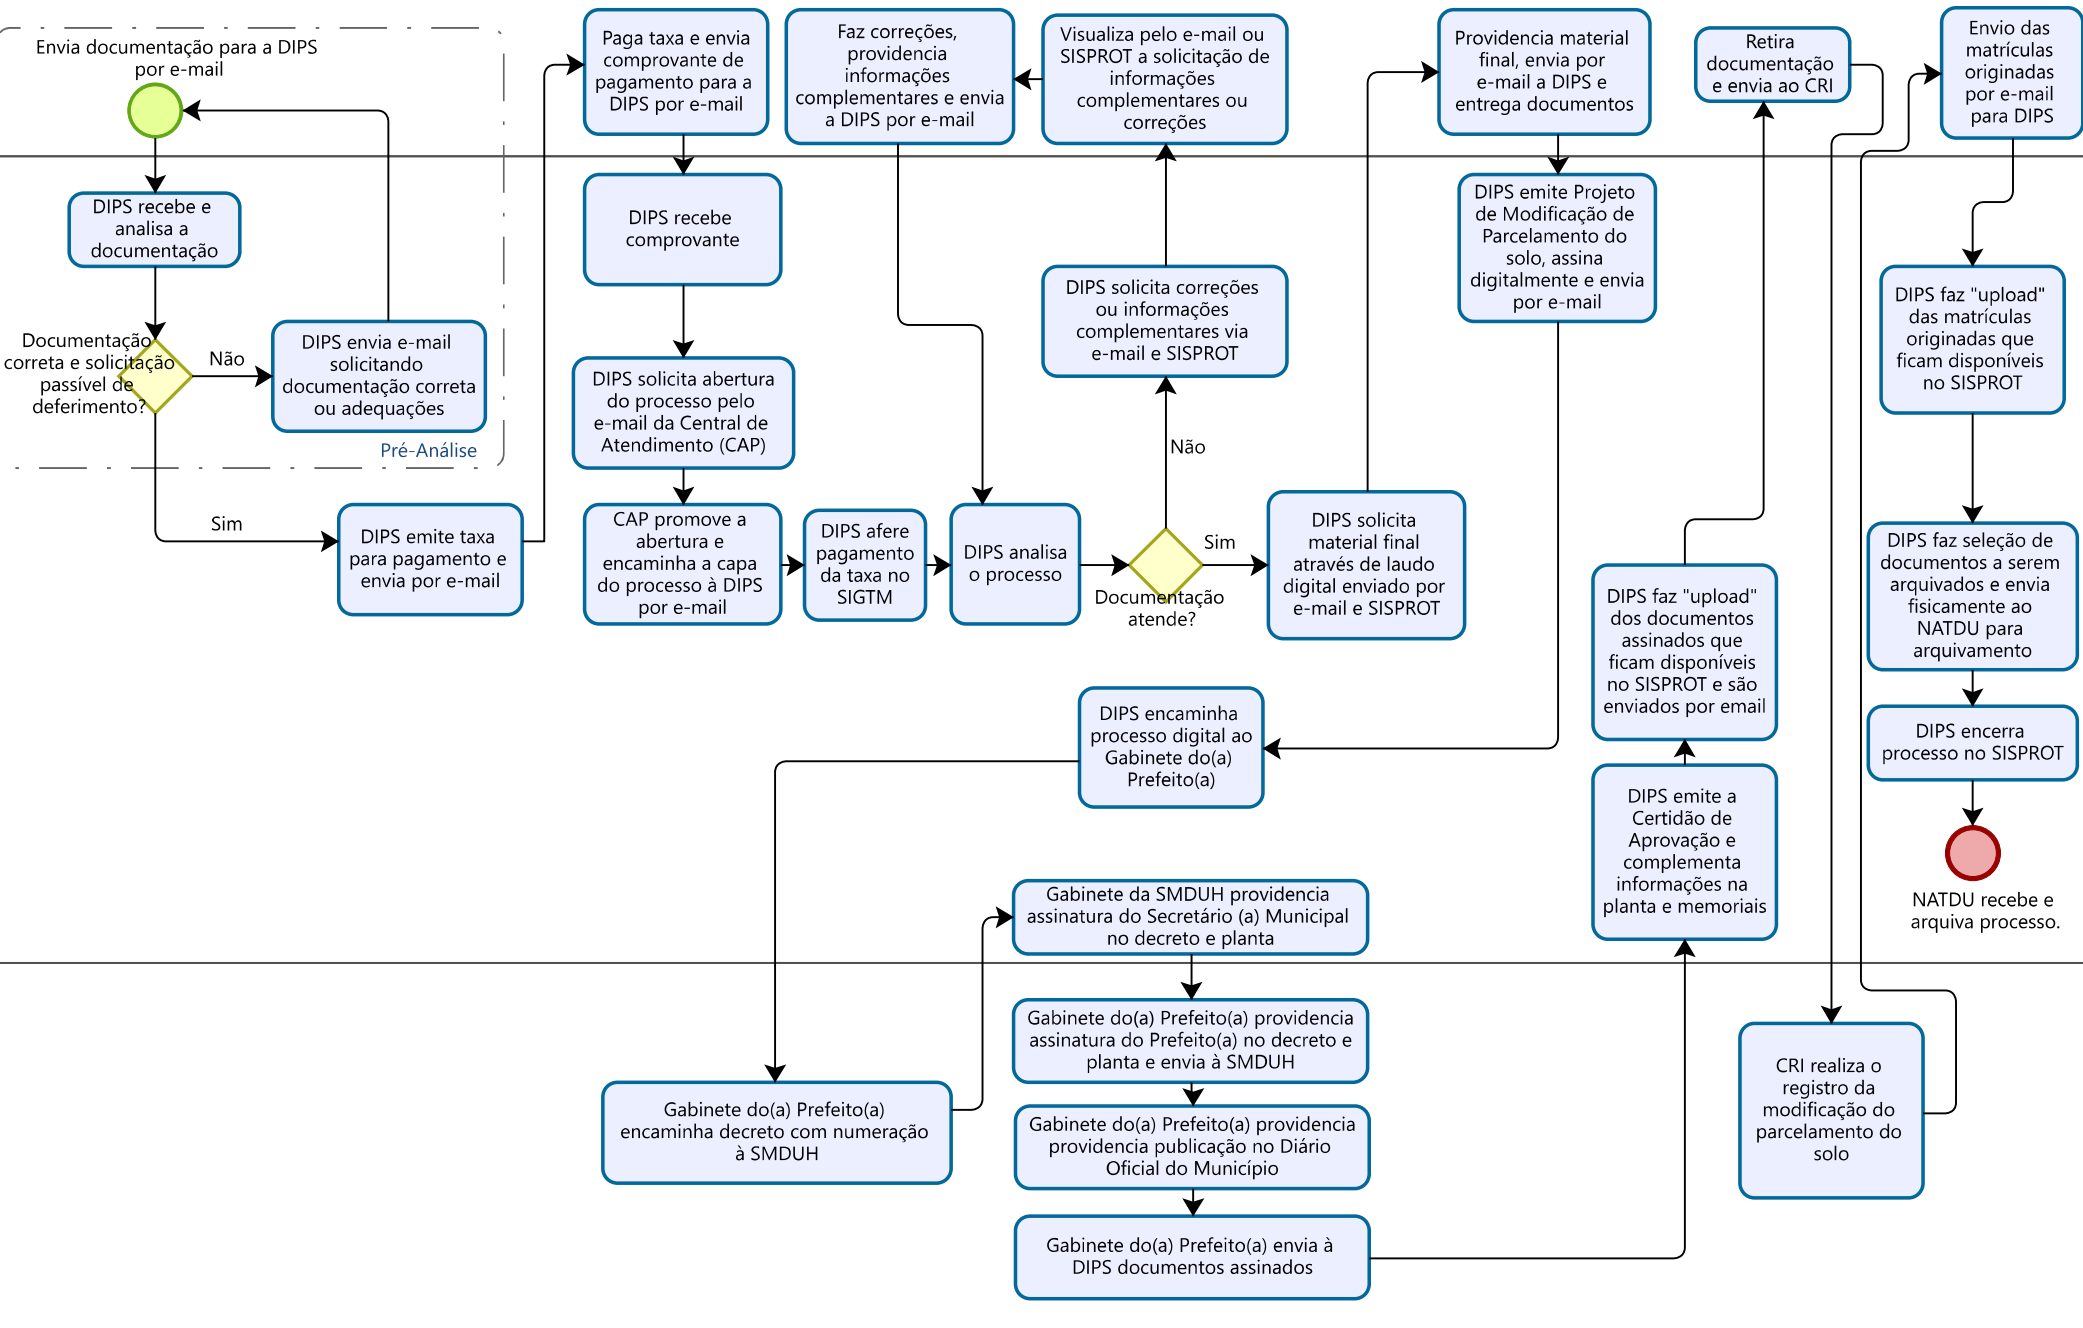 Envia documentação para a DIPS
por e-mail
DIPS recebe e
analisa a
documentação
Documentação
correta e solicitação
passível de
deferimento?
Não
DIPS envia e-mail
solicitando
documentação correta
ou adequações
Pré-Análise
Sim
DIPS emite taxa
para pagamento e
envia por e-mail
Paga taxa e envia
comprovante de
pagamento para a
DIPS por e-mail
DIPS recebe
comprovante
DIPS solicita abertura
do processo pelo
e-mail da Central de
Atendimento (CAP)
CAP promove a
abertura e
encaminha a capa
do processo à DIPS
por e-mail
DIPS afere
pagamento
da taxa no
SIGTM
DIPS analisa
o processo
Documentação
atende?
Não
DIPS solicita correções
ou informações
complementares via
e-mail e SISPROT
Visualiza pelo e-mail ou
SISPROT a solicitação de
informações
complementares ou
correções
Faz correções,
providencia
informações
complementares e envia
a DIPS por e-mail
Sim
DIPS solicita
material final
através de laudo
digital enviado por
e-mail e SISPROT
Providencia material
final, envia por
e-mail a DIPS e
entrega documentos
DIPS emite Projeto
de Modificação de
Parcelamento do
solo, assina
digitalmente e envia
por e-mail
DIPS encaminha
processo digital ao
Gabinete do(a)
Prefeito(a)
Gabinete do(a) Prefeito(a)
encaminha decreto com numeração
à SMDUH
Gabinete da SMDUH providencia
assinatura do Secretário (a) Municipal
no decreto e planta
Gabinete do(a) Prefeito(a) providencia
assinatura do Prefeito(a) no decreto e
planta e envia à SMDUH
Gabinete do(a) Prefeito(a) providencia
providencia publicação no Diário
Oficial do Município
Gabinete do(a) Prefeito(a) envia à
DIPS documentos assinados
DIPS emite a
Certidão de
Aprovação e
complementa
informações na
planta e memoriais
DIPS faz "upload"
dos documentos
assinados que
ficam disponíveis
no SISPROT e são
enviados por email
Retira
documentação
e envia ao CRI
CRI realiza o
registro da
modificação do
parcelamento do
solo
Envio das
matrículas
originadas
por e-mail
para DIPS
DIPS faz "upload"
das matrículas
originadas que
ficam disponíveis
no SISPROT
DIPS faz seleção de
documentos a serem
arquivados e envia
fisicamente ao
NATDU para
arquivamento
DIPS encerra
processo no SISPROT
NATDU recebe e
arquiva processo.